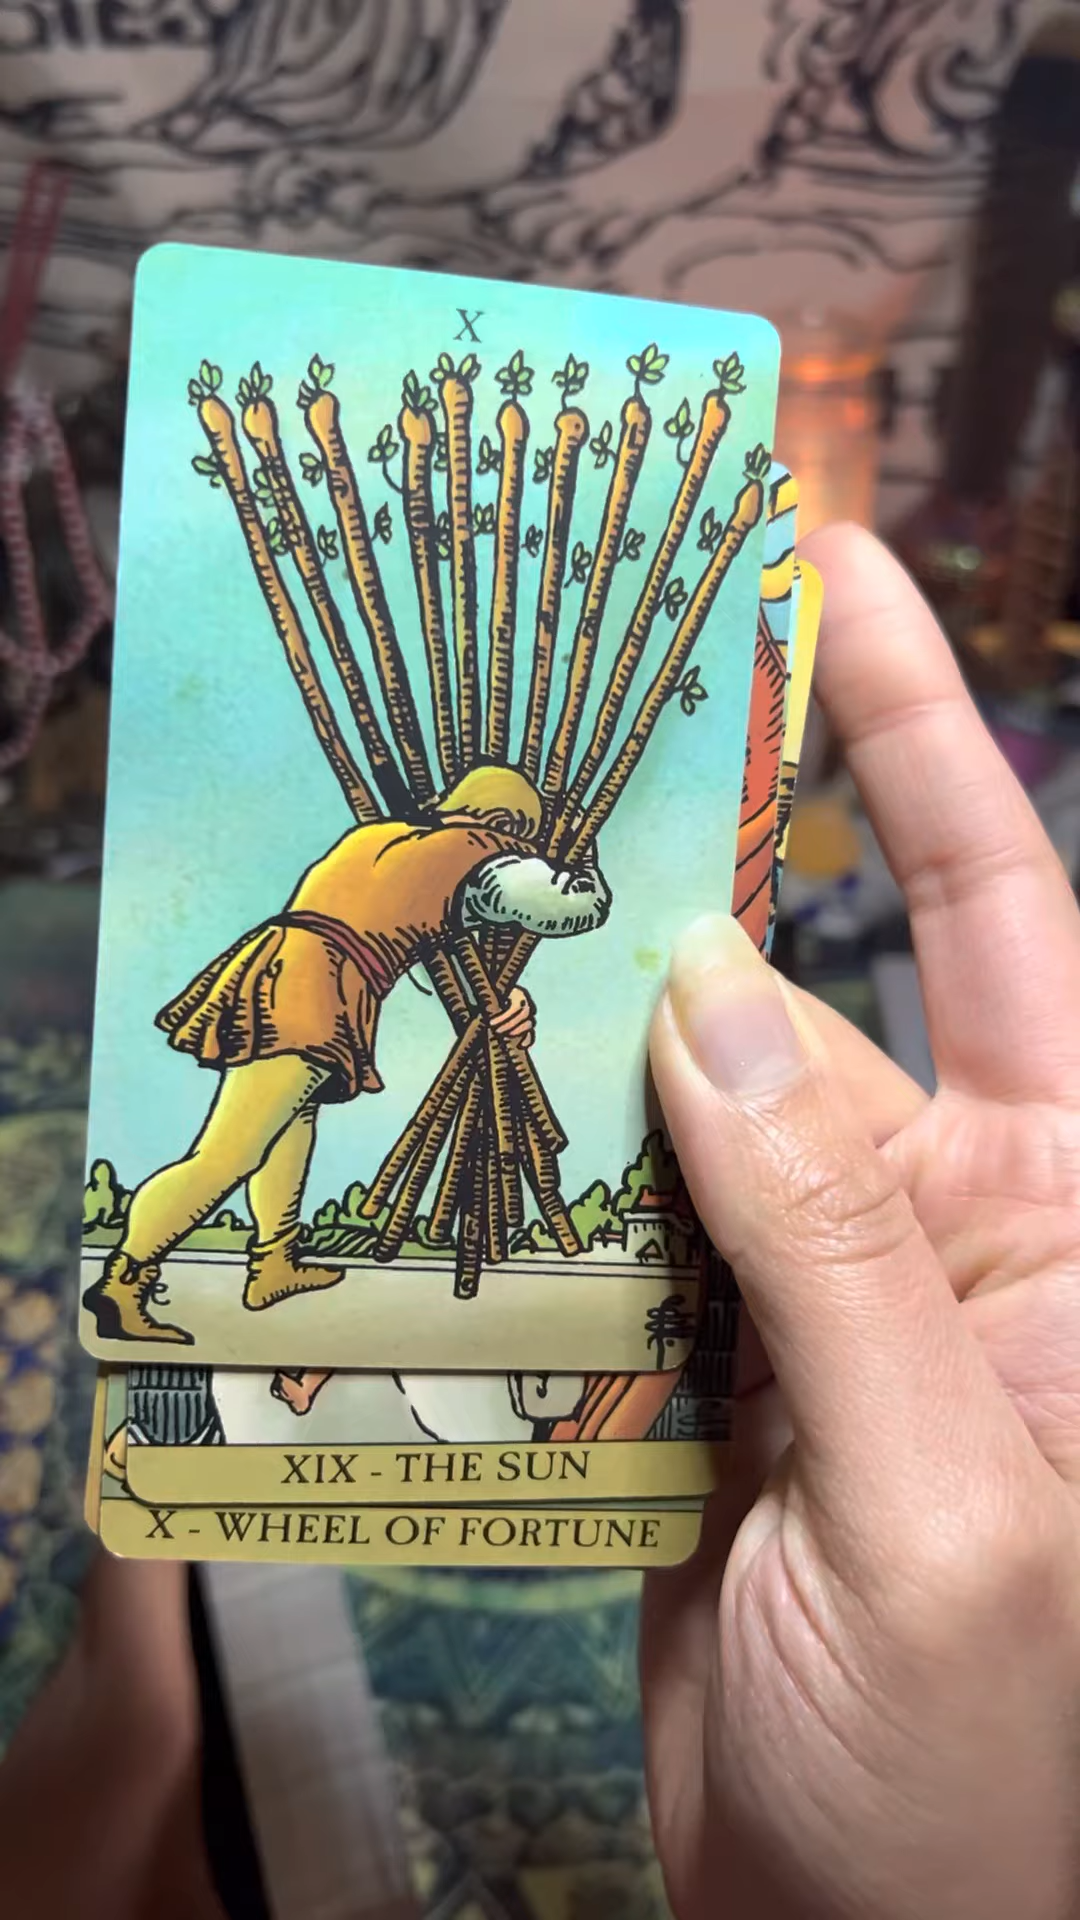 X
XIX - THE SUN
X - WHEEL OF FORTUNE